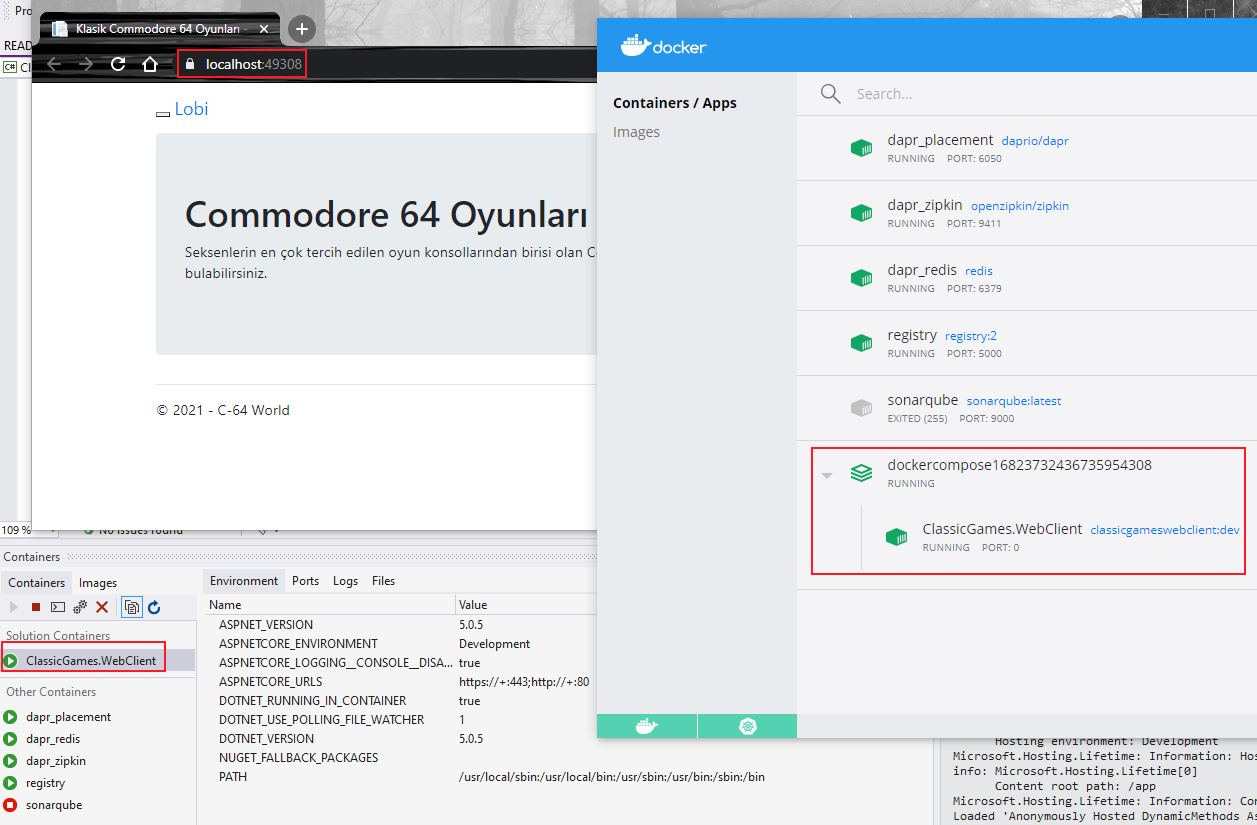 Pro
READ
C# Cl
Klasik Commodore 64 Oyunları -
localhost:49308
Lobi
Commodore 64 Oyunları
Seksenlerin en çok tercih edilen oyun konsollarından birisi olan C
bulabilirsiniz.
© 2021 - C-64 World
docker
Containers / Apps
Images
Search...
dapr_placement daprio/dapr
RUNNING PORT: 6050
dapr_zipkin openzipkin/zipkin
RUNNING PORT: 9411
dapr_redis redis
RUNNING PORT: 6379
registry registry:2
RUNNING PORT: 5000
sonarqube sonarqube:latest
EXITED (255) PORT: 9000
dockercompose16823732436735954308
RUNNING
ClassicGames.WebClient classicgameswebclient:dev
RUNNING PORT: 0
109 %
No issues found
Containers
Containers Images
Solution Containers
ClassicGames.WebClient
Other Containers
dapr_placement
dapr_redis
dapr_zipkin
registry
sonarqube
Environment Ports Logs Files
Name Value
ASPNET_VERSION 5.0.5
ASPNETCORE_ENVIRONMENT Development
ASPNETCORE_LOGGING__CONSOLE__DISA... true
ASPNETCORE_URLS https://+:443;http://+:80
DOTNET_RUNNING_IN_CONTAINER true
DOTNET_USE_POLLING_FILE_WATCHER 1
DOTNET_VERSION 5.0.5
NUGET_FALLBACK_PACKAGES
PATH /usr/local/sbin:/usr/local/bin:/usr/sbin:/usr/bin:/sbin:/bin
Hosting environment: Development
Microsoft.Hosting.Lifetime: Information: Hos
info: Microsoft.Hosting.Lifetime[0]
Content root path: /app
Microsoft.Hosting.Lifetime: Information: Con
Loaded 'Anonymously Hosted DynamicMethods As